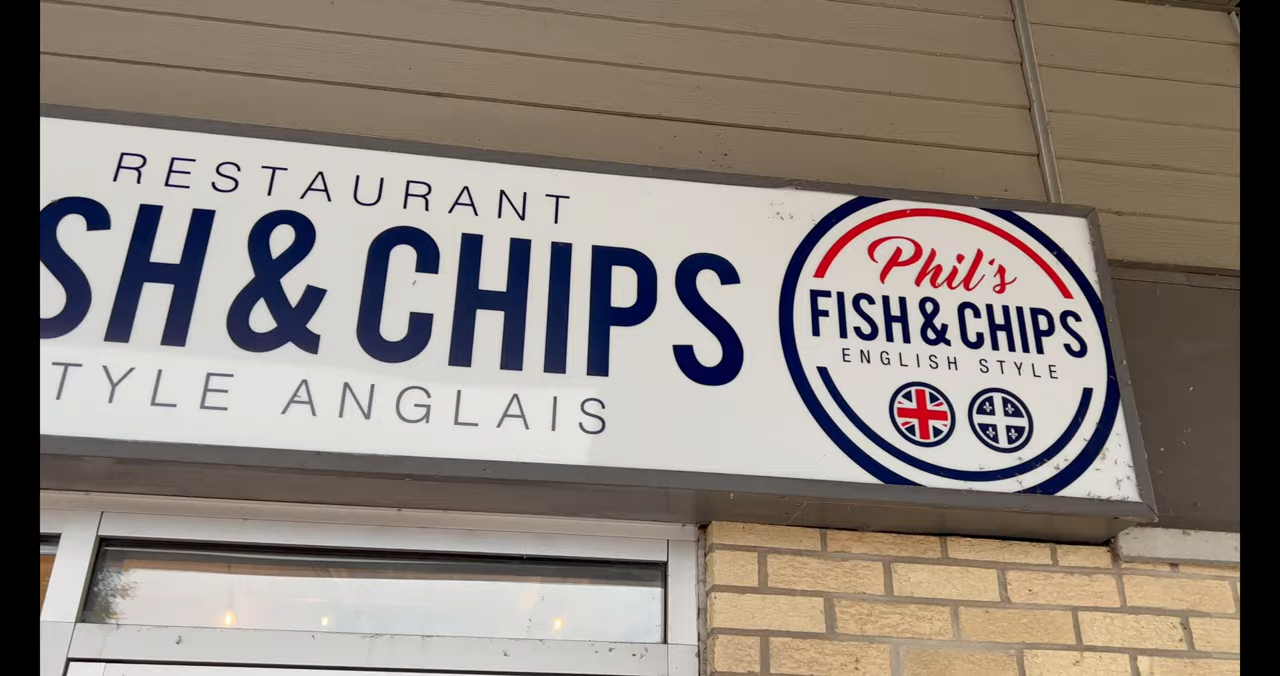 RESTAURANT
SH & CHIPS
TYLE ANGLAIS
Phil's
FISH & CHIPS
ENGLISH STYLE